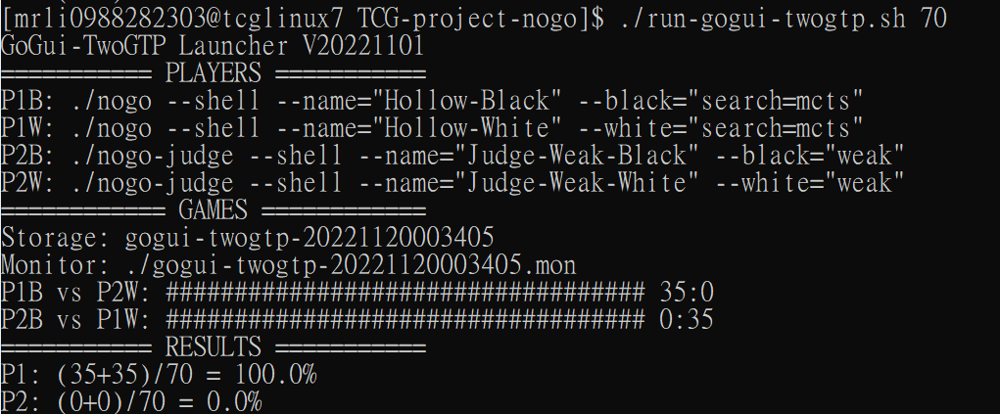 [mrli0988282303@tcglinux7 TCG-project-nogo]$ ./run-gogui-twogtp.sh 70
GoGui-TwoGTP Launcher V20221101
=========== PLAYERS ===========
P1B: ./nogo --shell --name="Hollow-Black" --black="search=mcts"
P1W: ./nogo --shell --name="Hollow-White" --white="search=mcts"
P2B: ./nogo-judge --shell --name="Judge-Weak-Black" --black="weak"
P2W: ./nogo-judge --shell --name="Judge-Weak-White" --white="weak"
============ GAMES ============
Storage: gogui-twogtp-20221120003405
Monitor: ./gogui-twogtp-20221120003405.mon
P1B vs P2W: ################################### 35:0
P2B vs P1W: ################################### 0:35
=========== RESULTS ===========
P1: (35+35)/70 = 100.0%
P2: (0+0)/70 = 0.0%